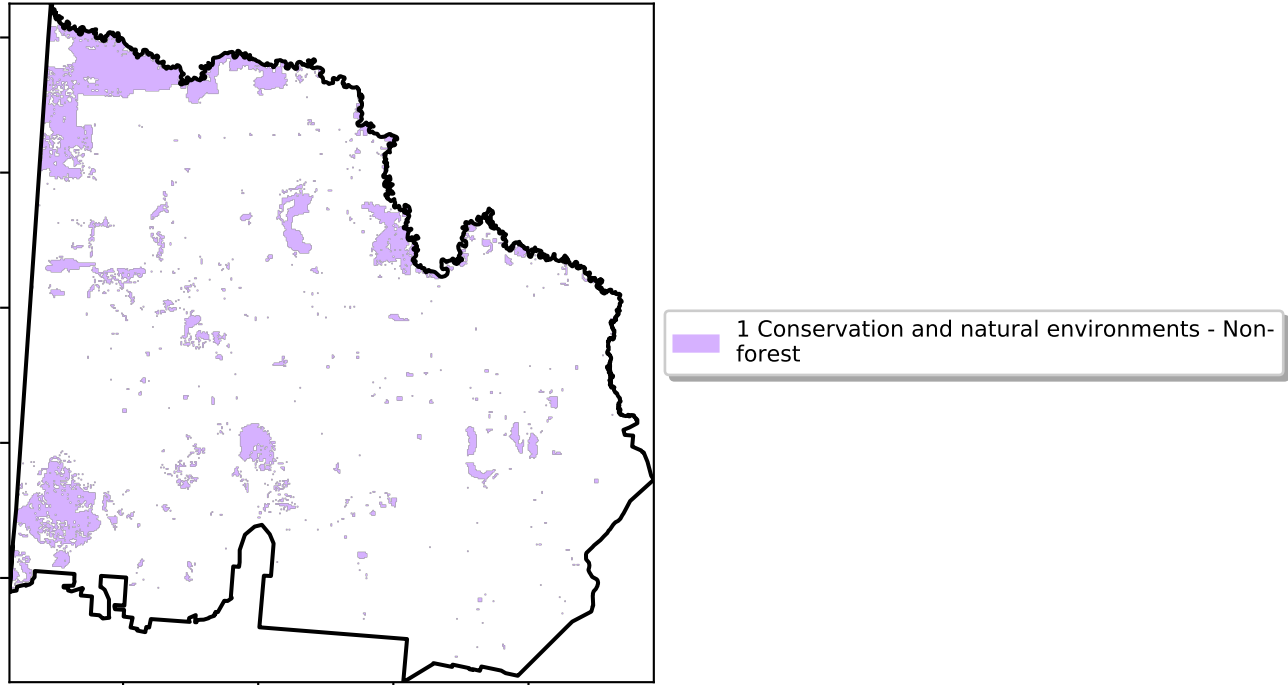 1 Conservation and natural environments - Non-
forest